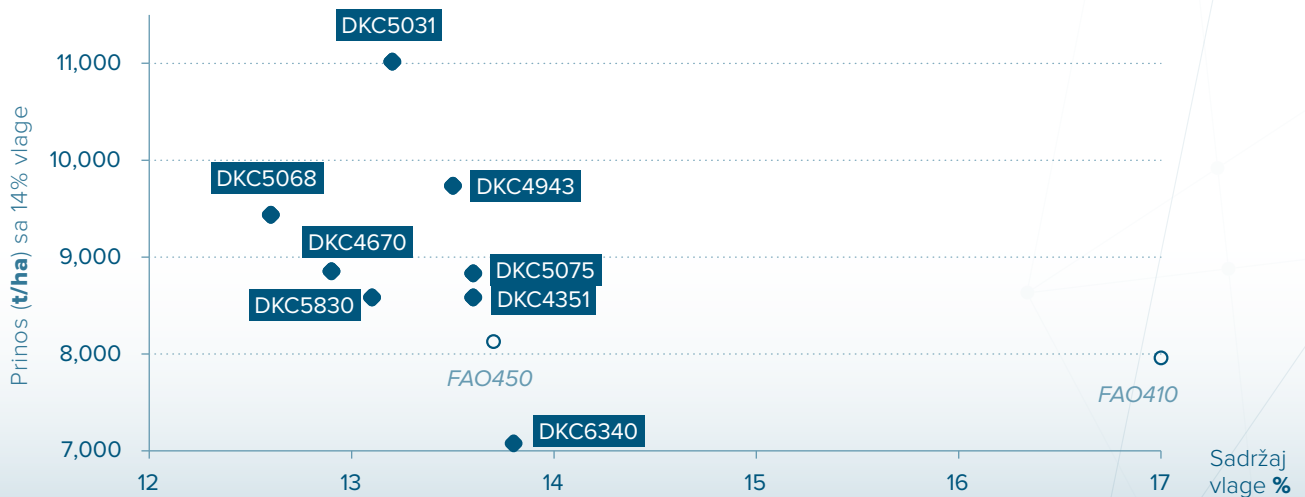 DKC5031
11,000
10,000
DKC5068
DKC4943
DKC4670
9,000
DKC5075
DKC5830
DKC4351
8,000
FAO450
FAO410
DKC6340
7,000
Prinos (t/ha) sa 14% vlage
12
13
14
15
16
17
Sadržaj
vlage %